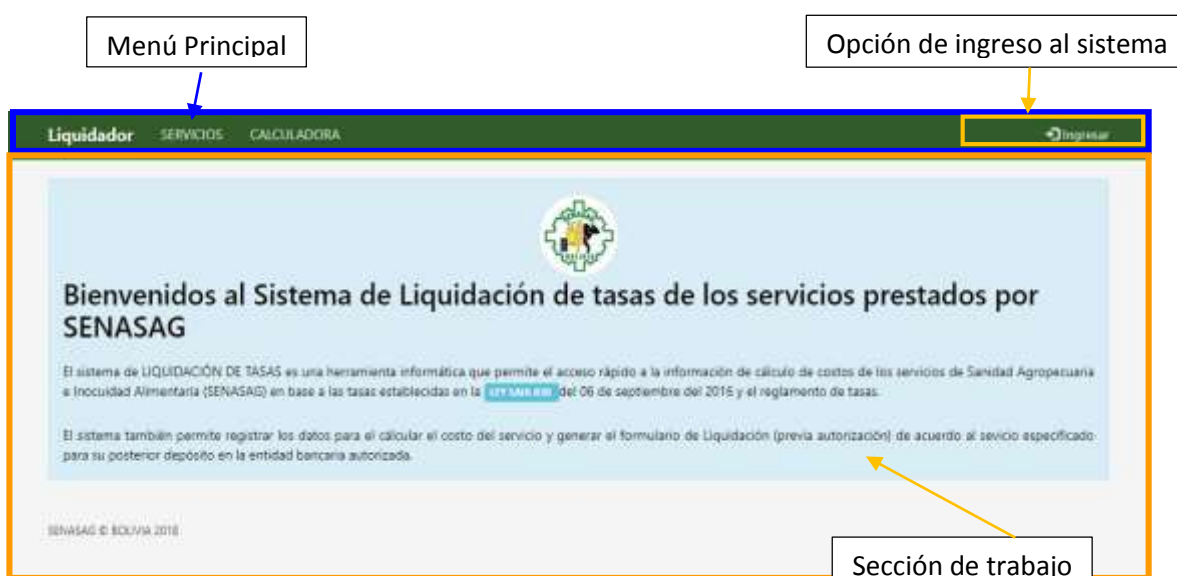 Menú Principal
Opción de ingreso al sistema
Liquidador SERVICIOS CALCULADORA Ingresar
Bienvenidos al Sistema de Liquidación de tasas de los servicios prestados por
SENASAG
El sistema de LIQUIDACIÓN DE TASAS es una herramienta informática que permite el acceso rápido a la información de cálculo de costos de los servicios de Sanidad Agropecuaria
e Inocuidad Alimentaria (SENASAG) en base a las tasas establecidas en la LEY del 06 de septiembre del 2016 y el reglamento de tasas.
El sistema también permite registrar los datos para el cálcular el costo del servicio y generar el formulario de Liquidación (previa autorización) de acuerdo al sevicio especificado
para su posterior depósito en la entidad bancaria autorizada.
SENASAG © BOLIVIA 2018
Sección de trabajo